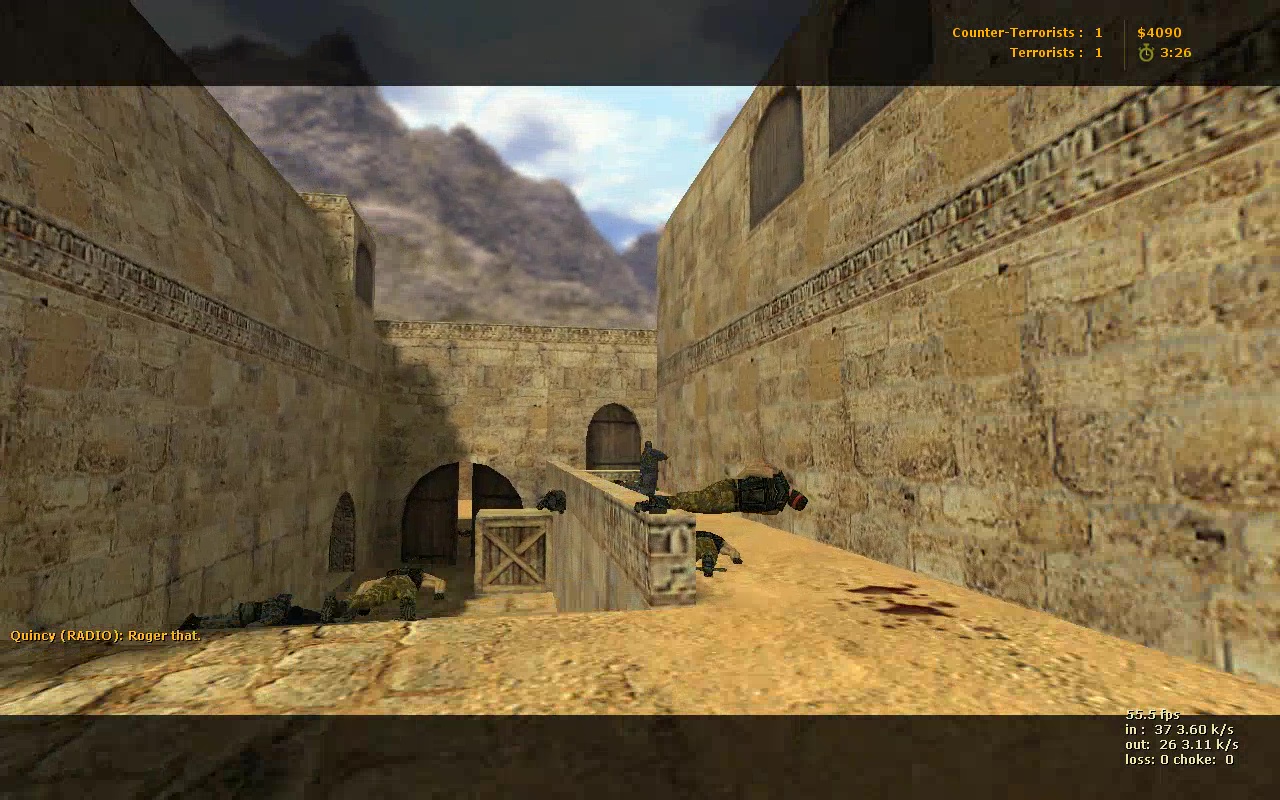 Counter-Terrorists : 1 $4090
Terrorists : 1 3:26
Quincy (RADIO): Roger that.
55.5 fps
in : 37 3.60 k/s
out: 26 3.11 k/s
loss: 0 choke: 0